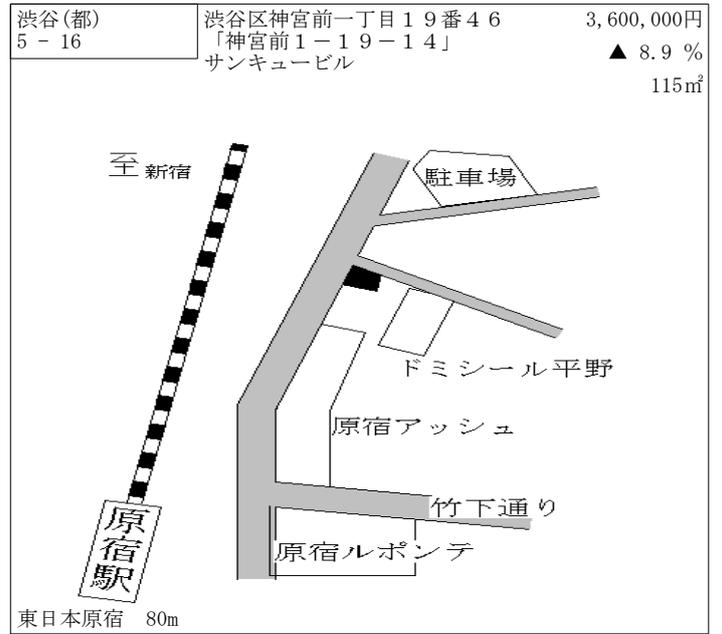 渋谷(都)
5 － 16
渋谷区神宮前一丁目１９番４６
「神宮前１－１９－１４」
サンキュービル
3,600,000円
▲ 8.9 %
115㎡
至新宿
駐車場
ドミシール平野
原宿アッシュ
竹下通り
原宿ルポンテ
原宿駅
東日本原宿　80m